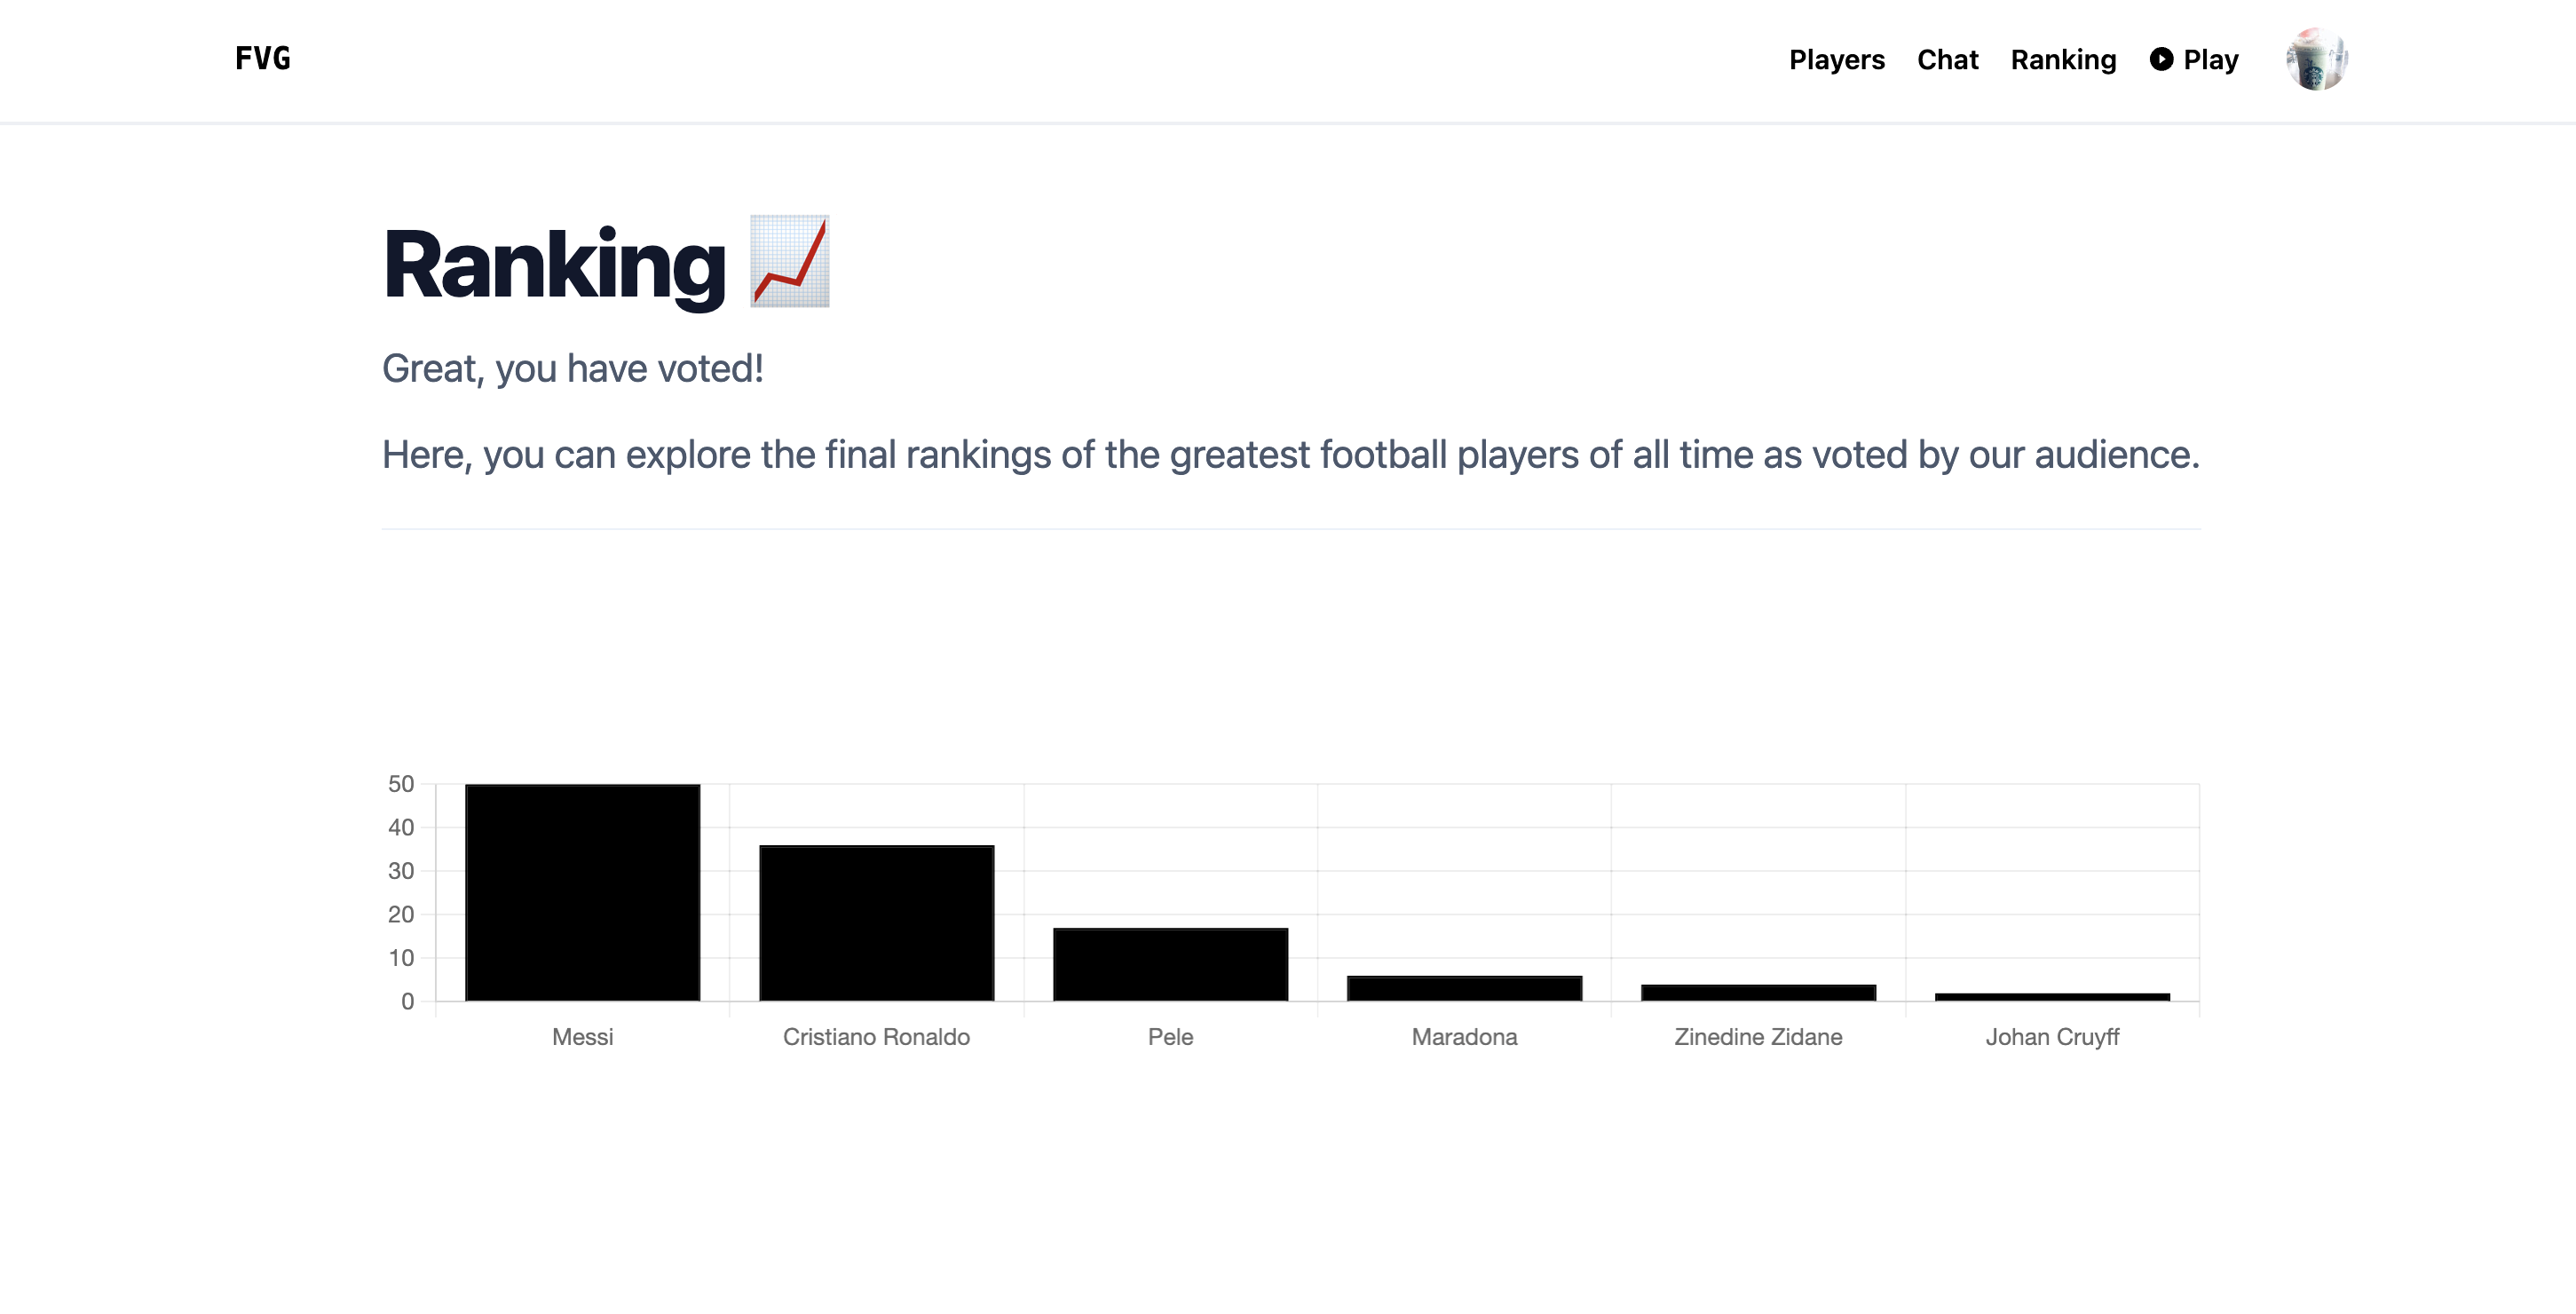 FVG
Players Chat Ranking Play
Ranking
Great, you have voted!
Here, you can explore the final rankings of the greatest football players of all time as voted by our audience.
50
40
30
20
10
0
Messi Cristiano Ronaldo Pele Maradona Zinedine Zidane Johan Cruyff